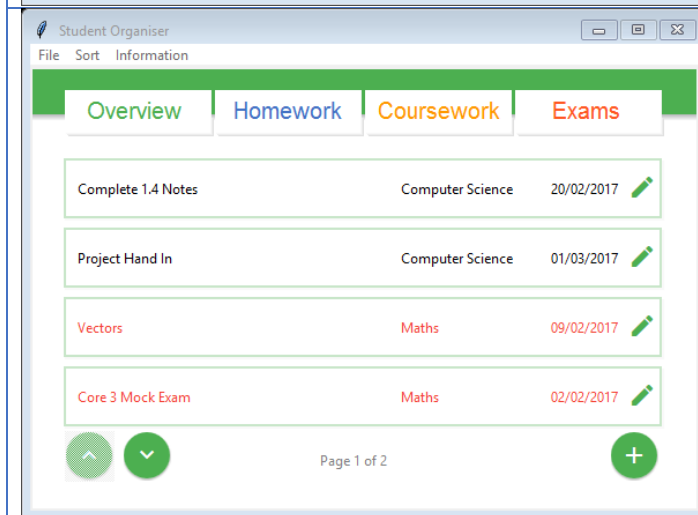 Student Organiser
File Sort Information
Overview Homework Coursework Exams
Complete 1.4 Notes Computer Science 20/02/2017
Project Hand In Computer Science 01/03/2017
Vectors Maths 09/02/2017
Core 3 Mock Exam Maths 02/02/2017
Page 1 of 2